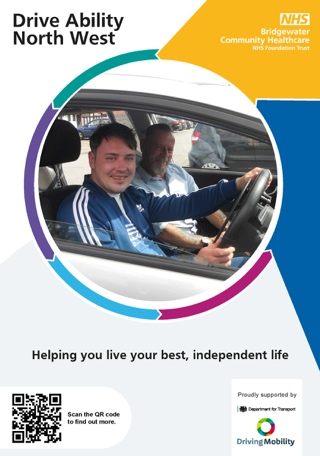 Drive Ability
North West
NHS
Bridgewater
Community Healthcare
NHS Foundation Trust
Helping you live your best, independent life
Scan the QR code
to find out more.
Proudly supported by
Department for Transport
DrivingMobility